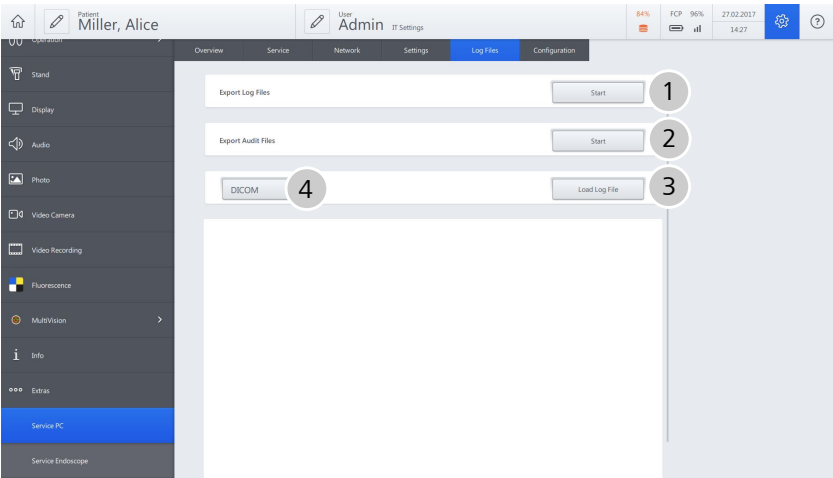 Patient
Miller, Alice
User
Admin IT Settings
84%
FCP 96%
27.02.2017
14:27
?
Operation
Stand
Display
Audio
Photo
Video Camera
Video Recording
Fluorescence
MultiVision
Info
Extras
Service PC
Service Endoscope
Overview Service Network Settings Log Files Configuration
Export Log Files Start 1
Export Audit Files Start 2
DICOM 4 Load Log File 3